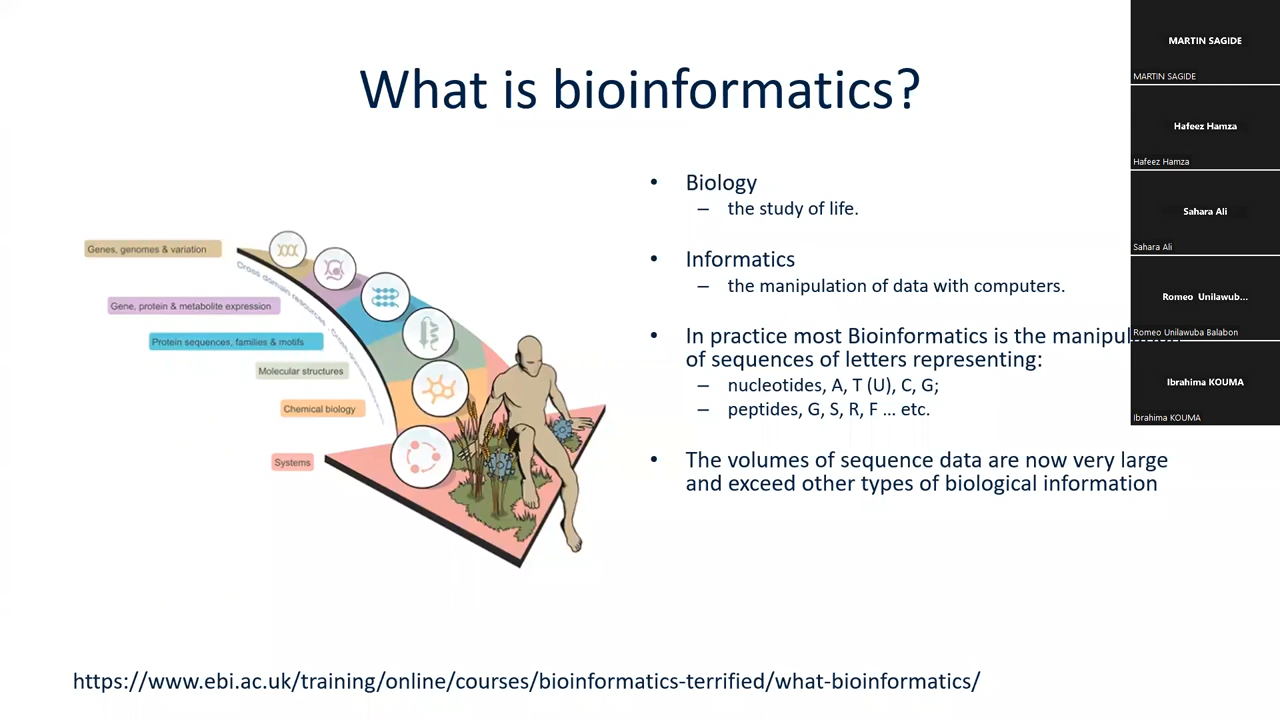 What is bioinformatics?
Genes, genomes & variation
Cross domain resources
Gene, protein & metabolite expression
Protein sequences, families & motifs
Molecular structures
Chemical biology
Systems
• Biology
– the study of life.
• Informatics
– the manipulation of data with computers.
• In practice most Bioinformatics is the
of sequences of letters representing:
– nucleotides, A, T (U), C, G;
– peptides, G, S, R, F ... etc.
• The volumes of sequence data are now very large
and exceed other types of biological information
https://www.ebi.ac.uk/training/online/courses/bioinformatics-terrified/what-bioinformatics/
MARTIN SAGIDE
MARTIN SAGIDE
Hafeez Hamza
Hafeez Hamza
Sahara Ali
Sahara Ali
Romeo Unilawub...
Romeo Unilawuba Balabon
Ibrahima KOUMA
Ibrahima KOUMA